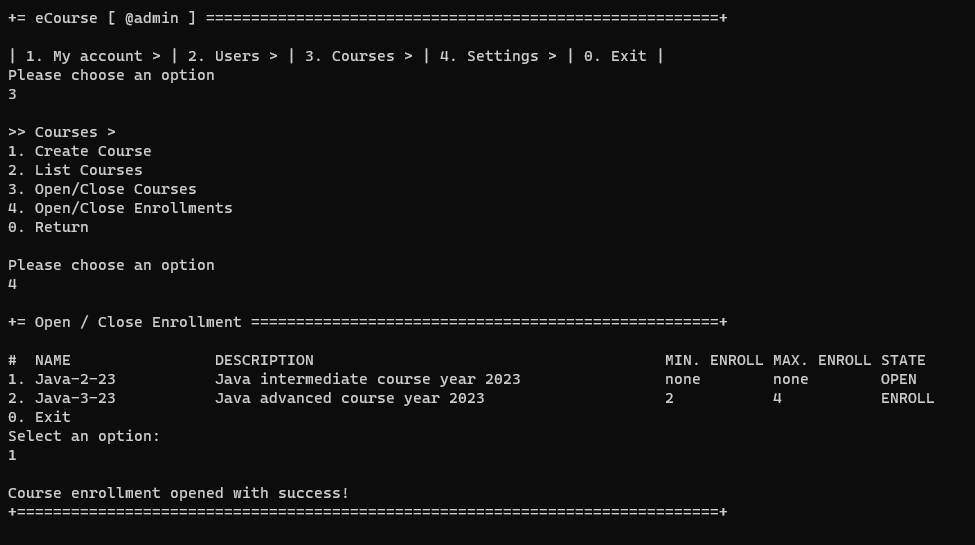 += eCourse [ @admin ] =========================================================+
| 1. My account > | 2. Users > | 3. Courses > | 4. Settings > | 0. Exit |
Please choose an option
3
>> Courses >
1. Create Course
2. List Courses
3. Open/Close Courses
4. Open/Close Enrollments
0. Return
Please choose an option
4
+= Open / Close Enrollment ====================================================+
#  NAME                DESCRIPTION                                       MIN. ENROLL MAX. ENROLL STATE
1. Java-2-23           Java intermediate course year 2023                none        none        OPEN
2. Java-3-23           Java advanced course year 2023                    2           4           ENROLL
0. Exit
Select an option:
1
Course enrollment opened with success!
+==============================================================================+